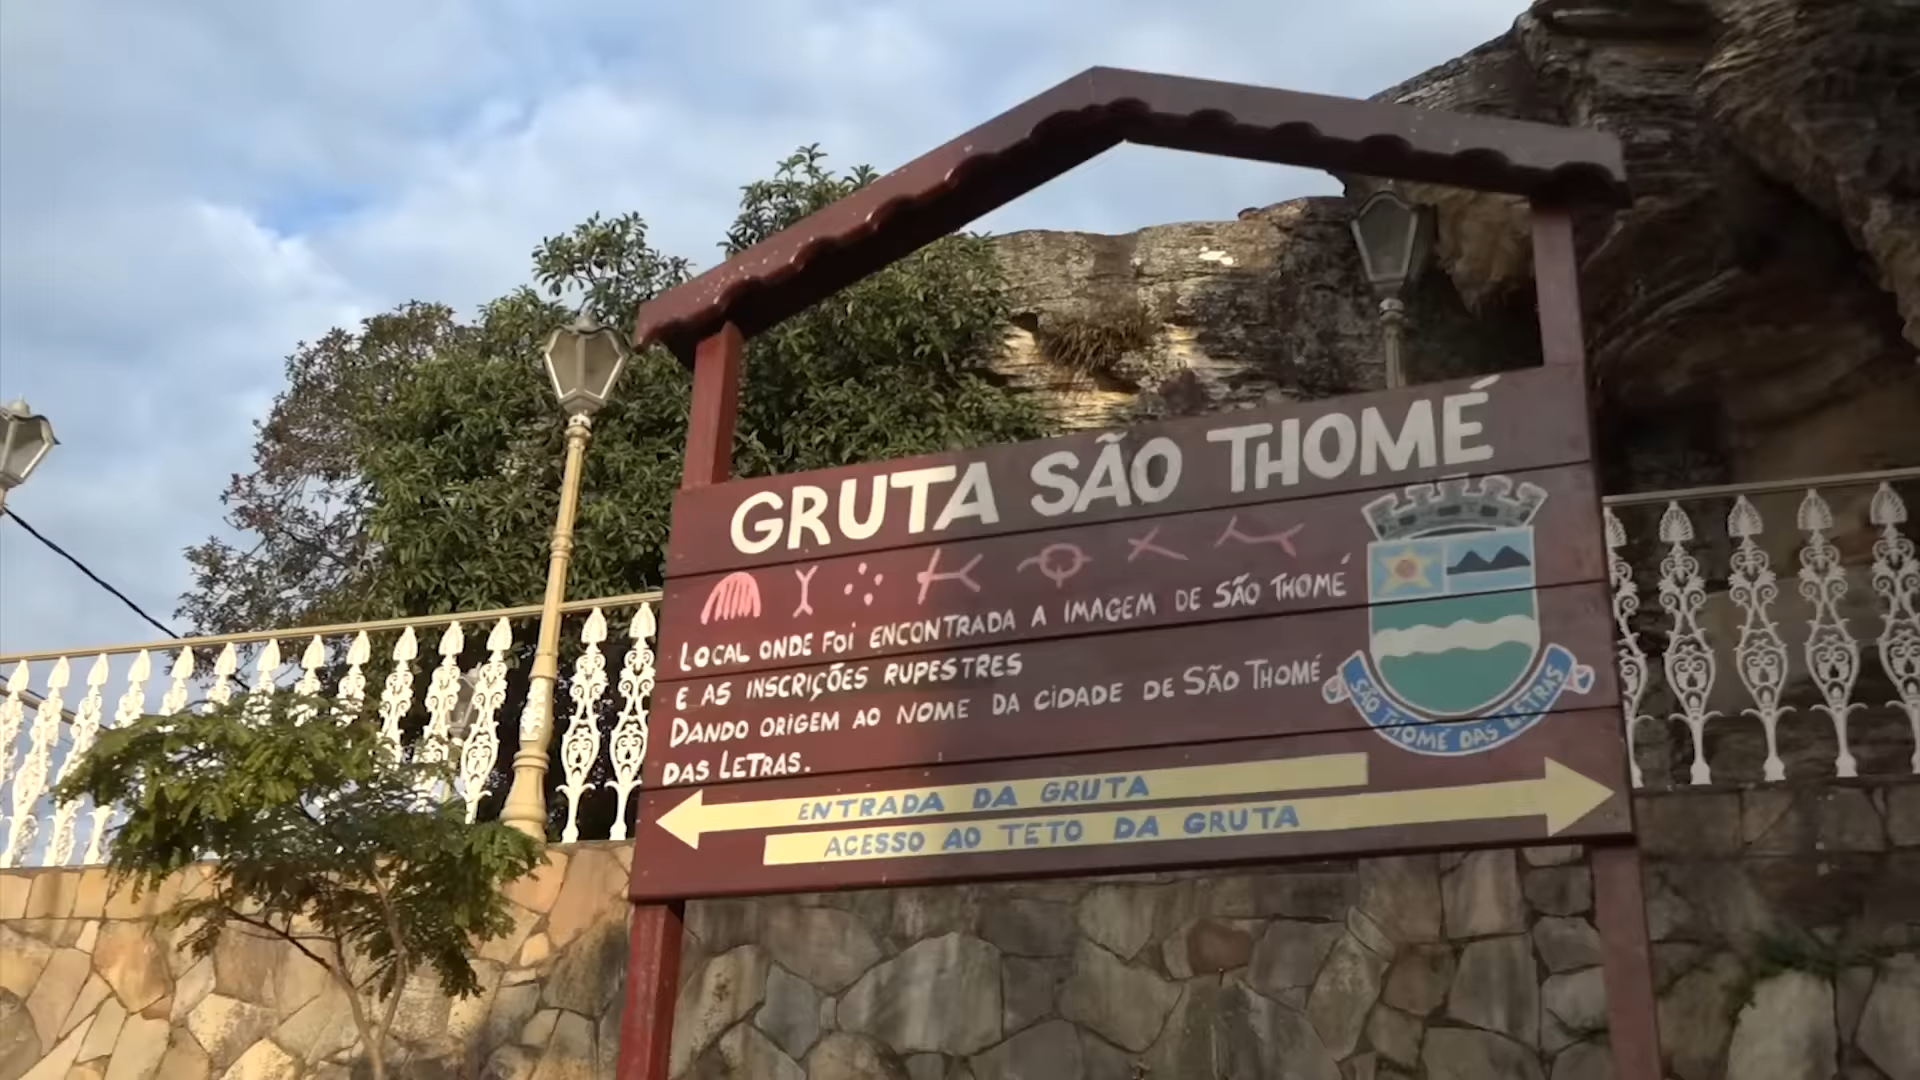 GRUTA SÃO THOMÉ
LOCAL ONDE FOI ENCONTRADA A IMAGEM DE SÃO THOMÉ
E AS INSCRIÇÕES RUPESTRES
DANDO ORIGEM AO NOME DA CIDADE DE SÃO THOMÉ
DAS LETRAS.
SÃO THOMÉ DAS LETRAS
ENTRADA DA GRUTA
ACESSO AO TETO DA GRUTA